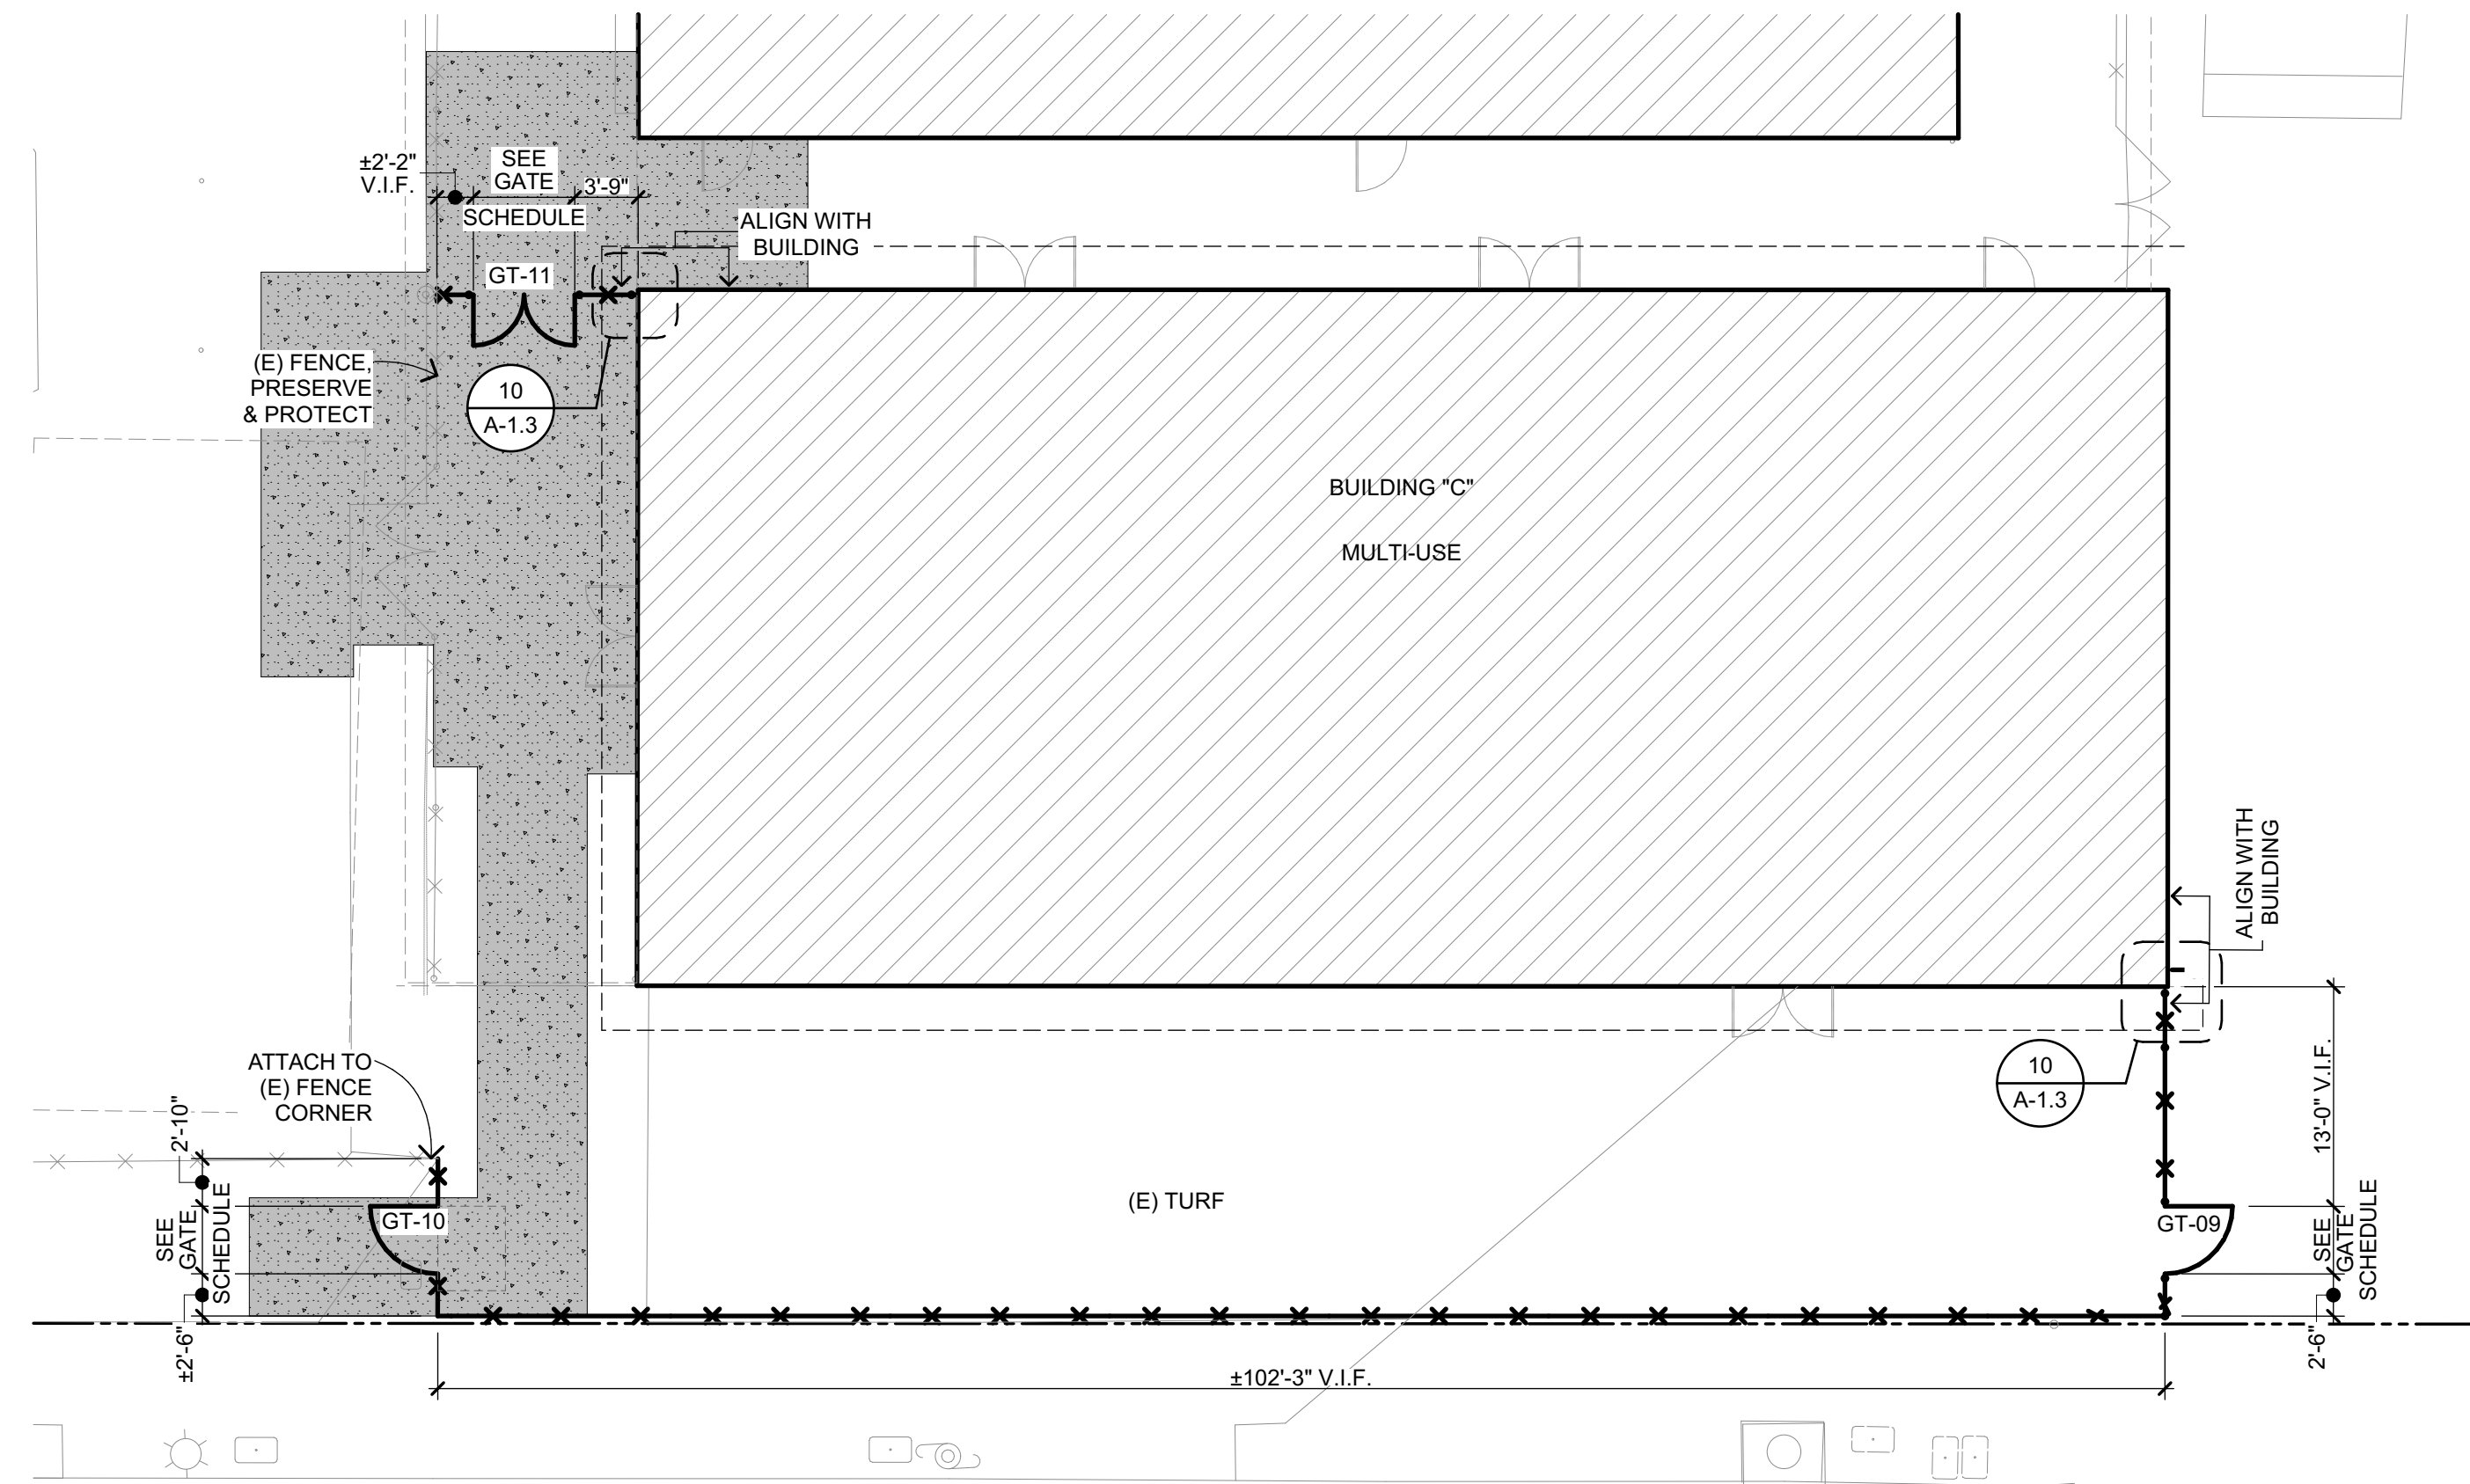 ±2'-2"
V.I.F.
SEE
GATE
SCHEDULE
3'-9"
ALIGN WITH
BUILDING
GT-11
(E) FENCE,
PRESERVE
& PROTECT
10
A-1.3
BUILDING "C"
MULTI-USE
ALIGN WITH
BUILDING
10
A-1.3
13'-0" V.I.F.
ATTACH TO
(E) FENCE
CORNER
2'-10"
SEE
GATE
SCHEDULE
GT-10
±2'-6"
(E) TURF
GT-09
SEE
GATE
SCHEDULE
2'-6"
±102'-3" V.I.F.